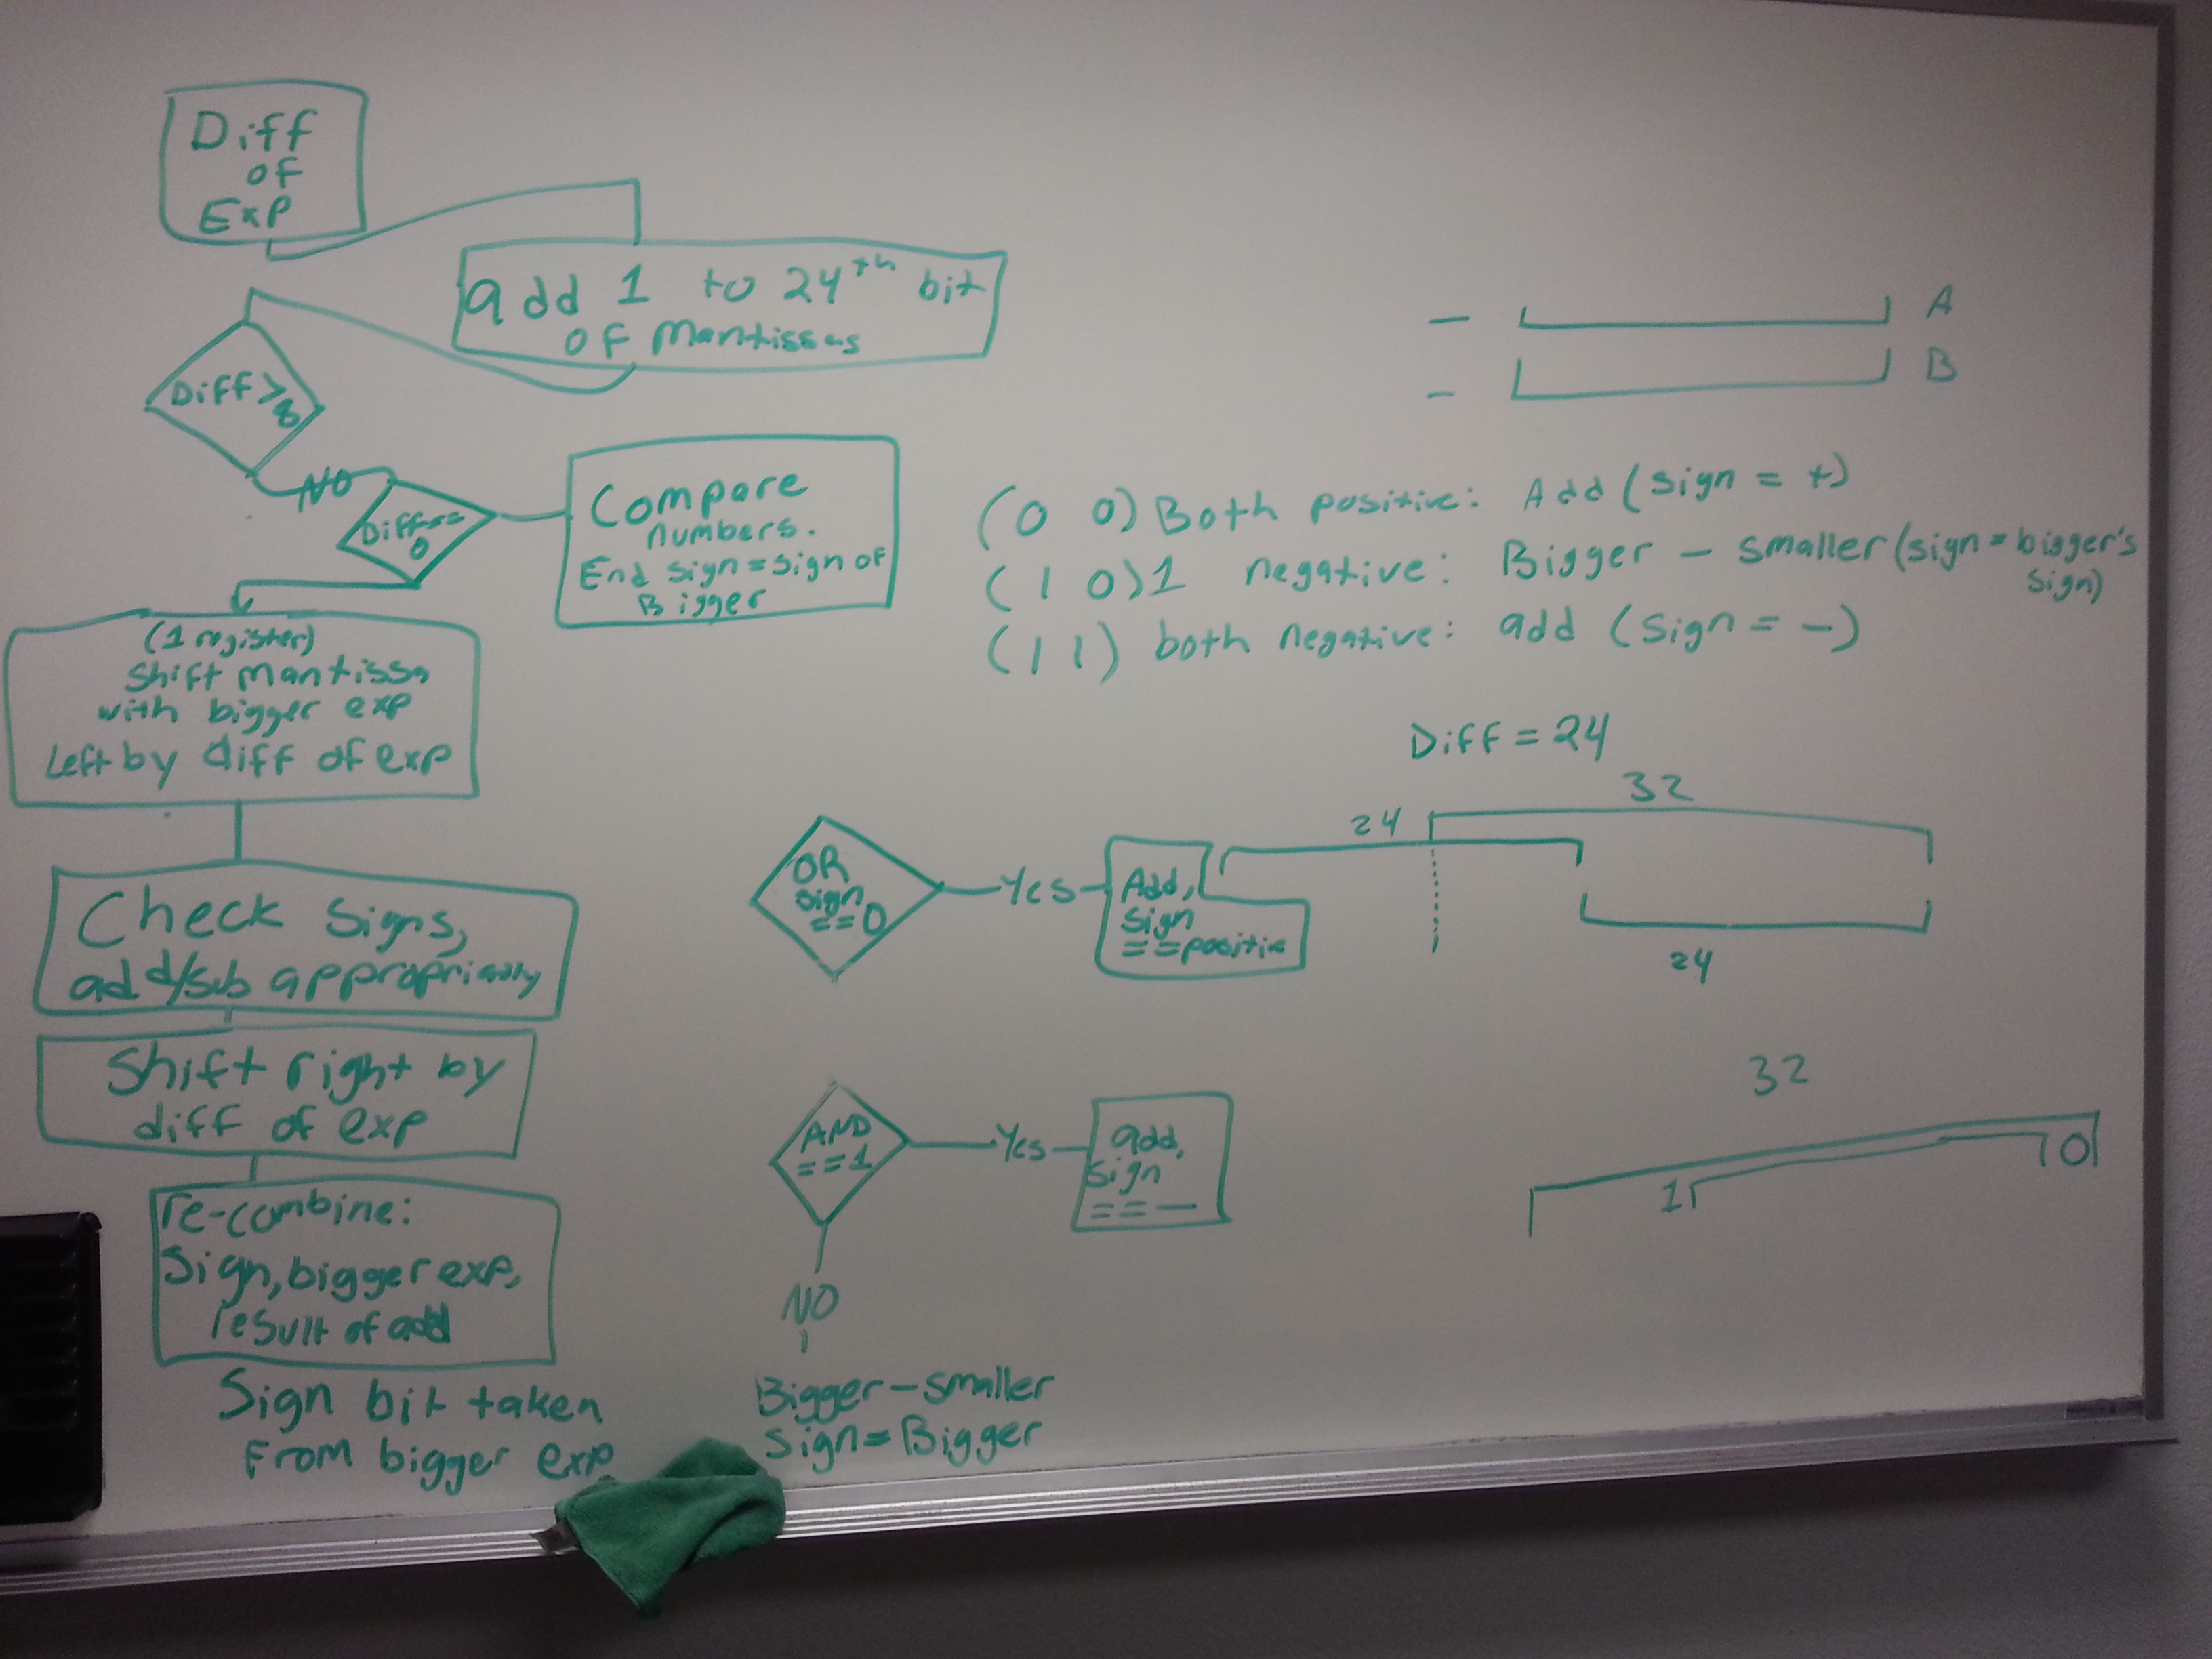 Diff
of
Exp
add 1 to 24th bit
of Mantissas
Diff >
8
NO
Diff ==
0
Compare
numbers.
End sign = sign of
Bigger
(1 register)
Shift mantissa
with bigger exp
Left by diff of exp
Check signs,
add/sub appropriately
Shift right by
diff of exp
re-combine:
Sign, bigger exp,
result of add
Sign bit taken
From bigger exp
— A
— B
(0 0) Both positive: Add (sign = +)
(1 0) 1 negative: Bigger — smaller (sign = bigger's
sign)
(1 1) both negative: add (sign = —)
Diff = 24
32
24
24
OR
sign
==0
Yes
Add,
sign
==positive
AND
==1
Yes
add,
sign
== —
NO
Bigger — smaller
Sign = Bigger
32
1 0